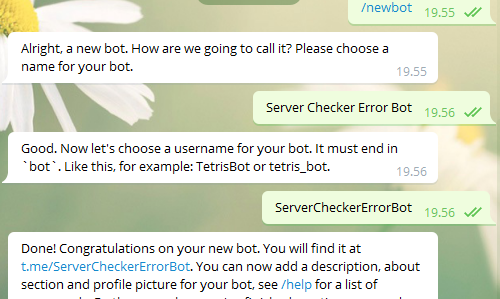 /newbot
19.55
Alright, a new bot. How are we going to call it? Please choose a
name for your bot.
19.55
Server Checker Error Bot
19.56
Good. Now let's choose a username for your bot. It must end in
`bot`. Like this, for example: TetrisBot or tetris_bot.
19.56
ServerCheckerErrorBot
19.56
Done! Congratulations on your new bot. You will find it at
t.me/ServerCheckerErrorBot. You can now add a description, about
section and profile picture for your bot, see /help for a list of